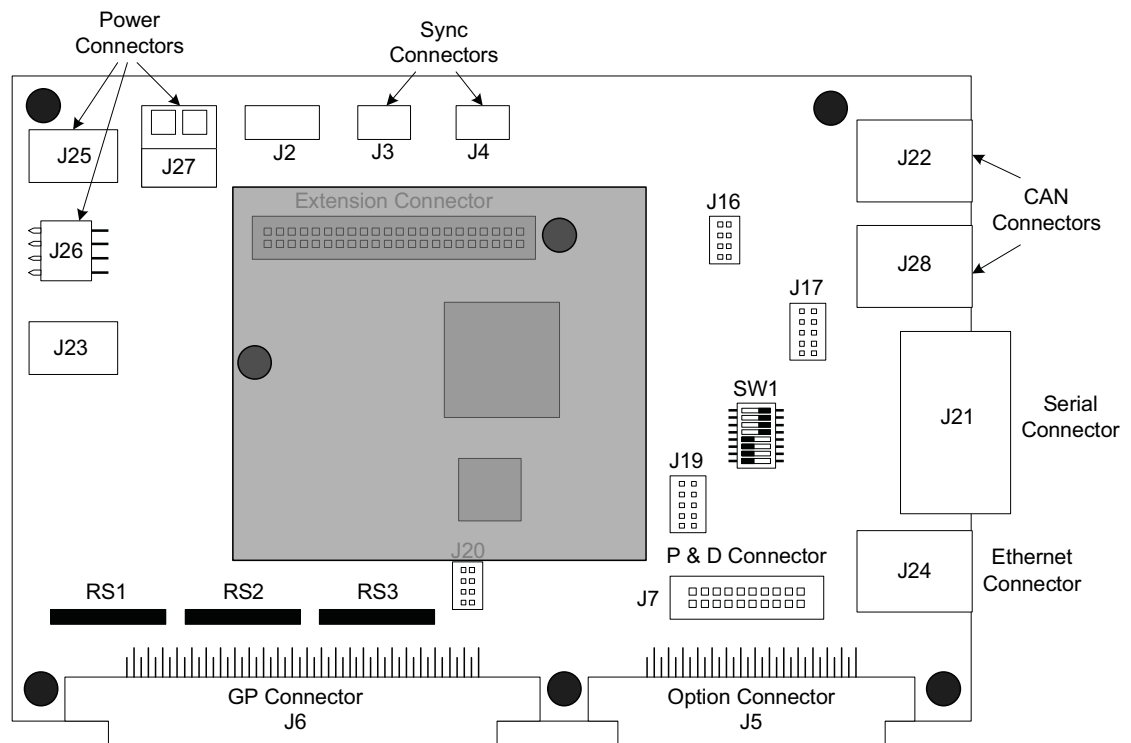 Power
Connectors
Sync
Connectors
J25
J27
J2
J3
J4
J22
Extension Connector
J16
CAN
Connectors
J26
J28
J17
J23
SW1
J21
Serial
Connector
J19
J20
P & D Connector
J24
Ethernet
Connector
RS1
RS2
RS3
J7
GP Connector
J6
Option Connector
J5